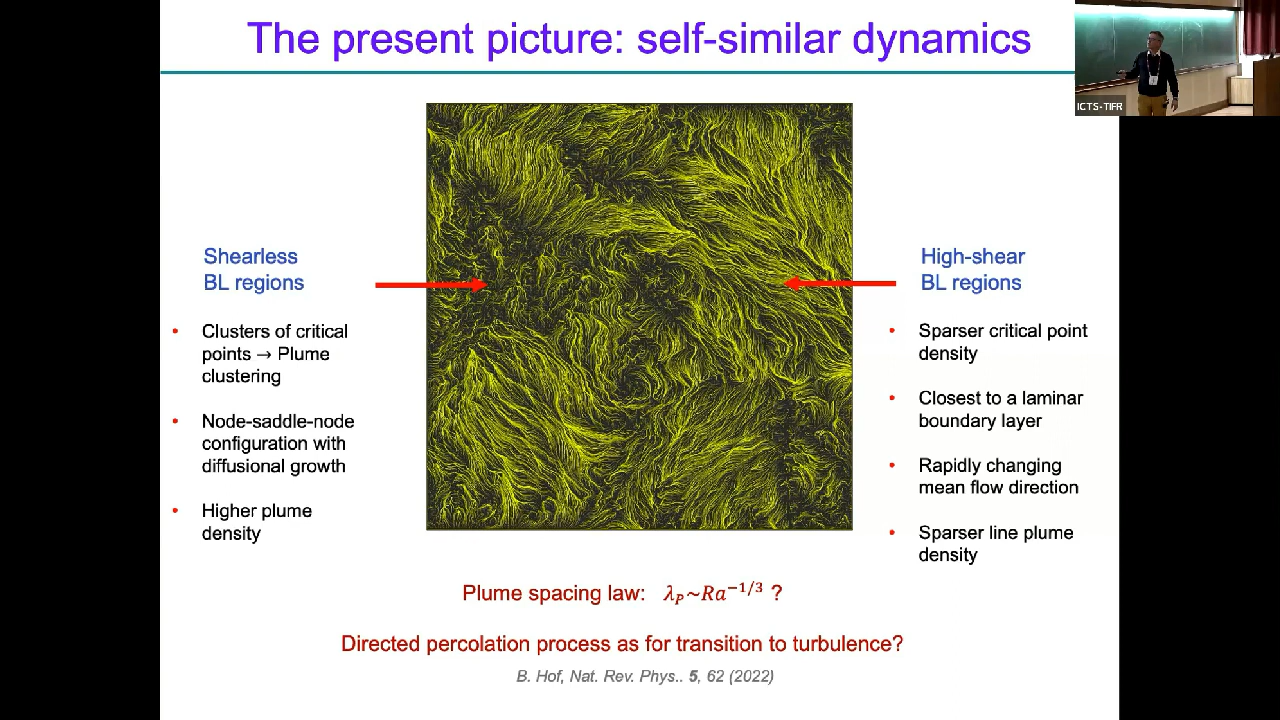 The present picture: self-similar dynamics
ICTS-TIFR
Shearless
BL regions
• Clusters of critical
points → Plume
clustering
• Node-saddle-node
configuration with
diffusional growth
• Higher plume
density
High-shear
BL regions
• Sparser critical point
density
• Closest to a laminar
boundary layer
• Rapidly changing
mean flow direction
• Sparser line plume
density
Plume spacing law: λ_P~Ra^{−1/3} ?
Directed percolation process as for transition to turbulence?
B. Hof, Nat. Rev. Phys.. 5, 62 (2022)